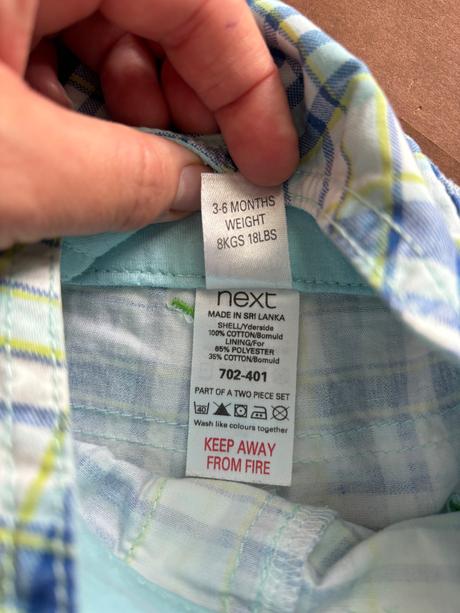 3-6 MONTHS
WEIGHT
8KGS 18LBS
next
MADE IN SRI LANKA
SHELL/Yderside
100% COTTON/Bomuld
LINING/For
65% POLYESTER
35% COTTON/Bomuld
702-401
PART OF A TWO PIECE SET
40
Wash like colours together
KEEP AWAY
FROM FIRE